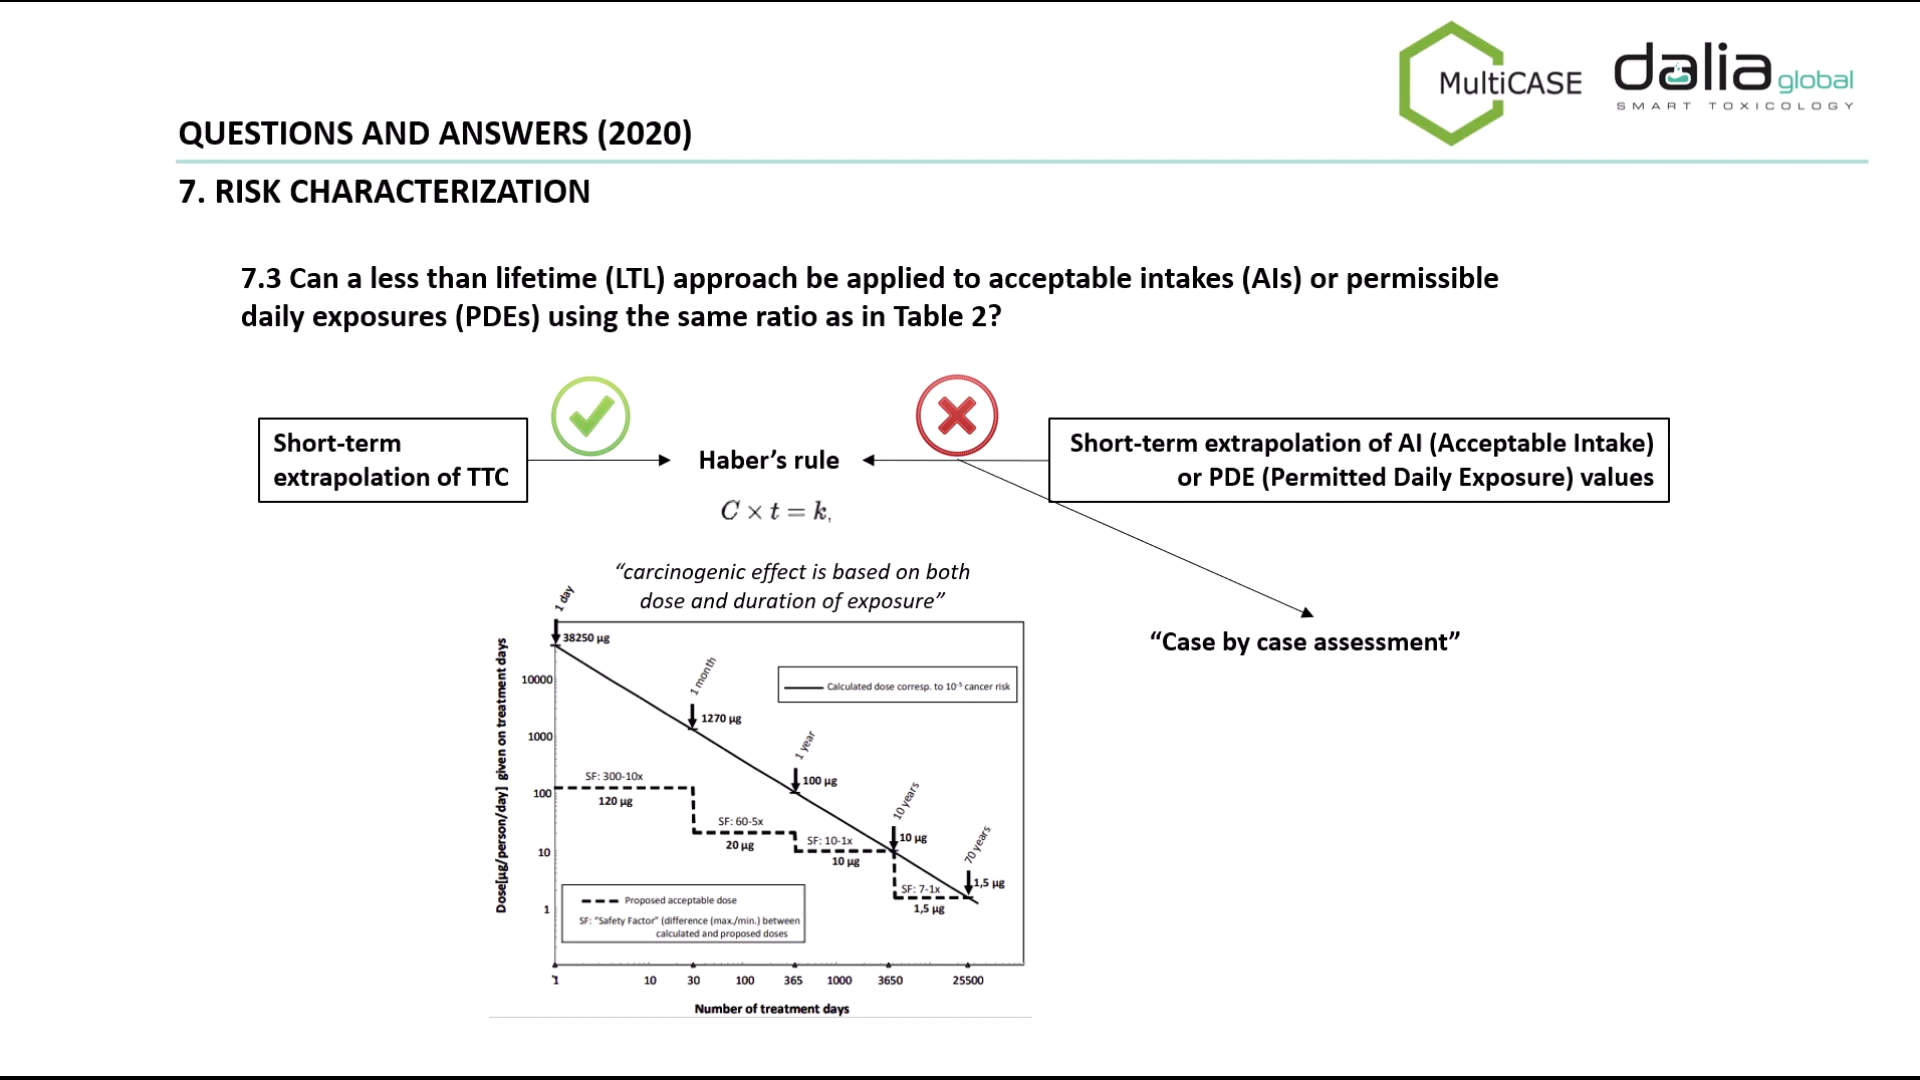 MultiCASE
dalia global
SMART TOXICOLOGY
QUESTIONS AND ANSWERS (2020)
7. RISK CHARACTERIZATION
7.3 Can a less than lifetime (LTL) approach be applied to acceptable intakes (AIs) or permissible
daily exposures (PDEs) using the same ratio as in Table 2?
Short-term
extrapolation of TTC
Haber’s rule
C × t = k,
Short-term extrapolation of AI (Acceptable Intake)
or PDE (Permitted Daily Exposure) values
“carcinogenic effect is based on both
dose and duration of exposure”
“Case by case assessment”
Dose[µg/person/day] given on treatment days
1 day
38250 µg
1 month
1270 µg
1 year
100 µg
10 years
10 µg
70 years
1,5 µg
Calculated dose corresp. to 10⁻⁵ cancer risk
10000
1000
100
10
1
SF: 300-10x
120 µg
SF: 60-5x
20 µg
SF: 10-1x
10 µg
SF: 7-1x
1,5 µg
Proposed acceptable dose
SF: "Safety Factor" (difference (max./min.) between
calculated and proposed doses
1 10 30 100 365 1000 3650 25500
Number of treatment days